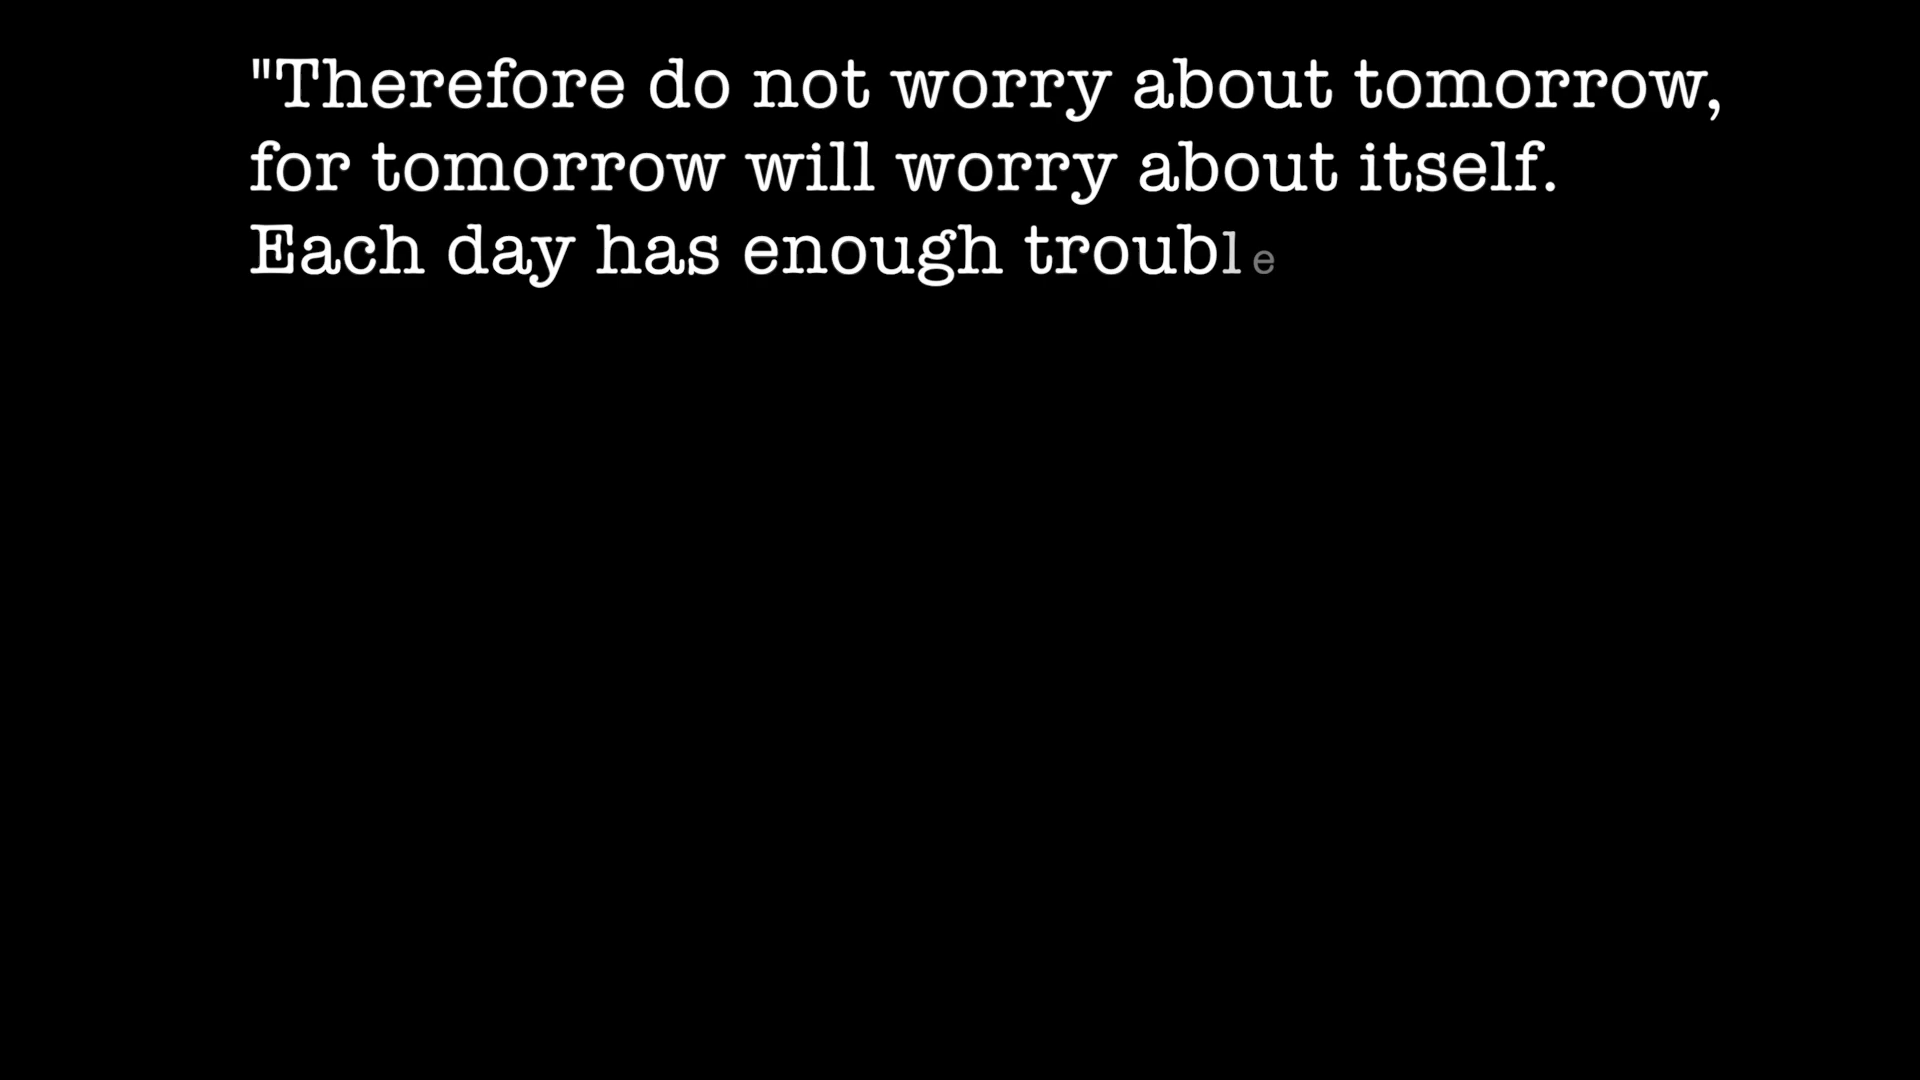 "Therefore do not worry about tomorrow,
for tomorrow will worry about itself.
Each day has enough trouble